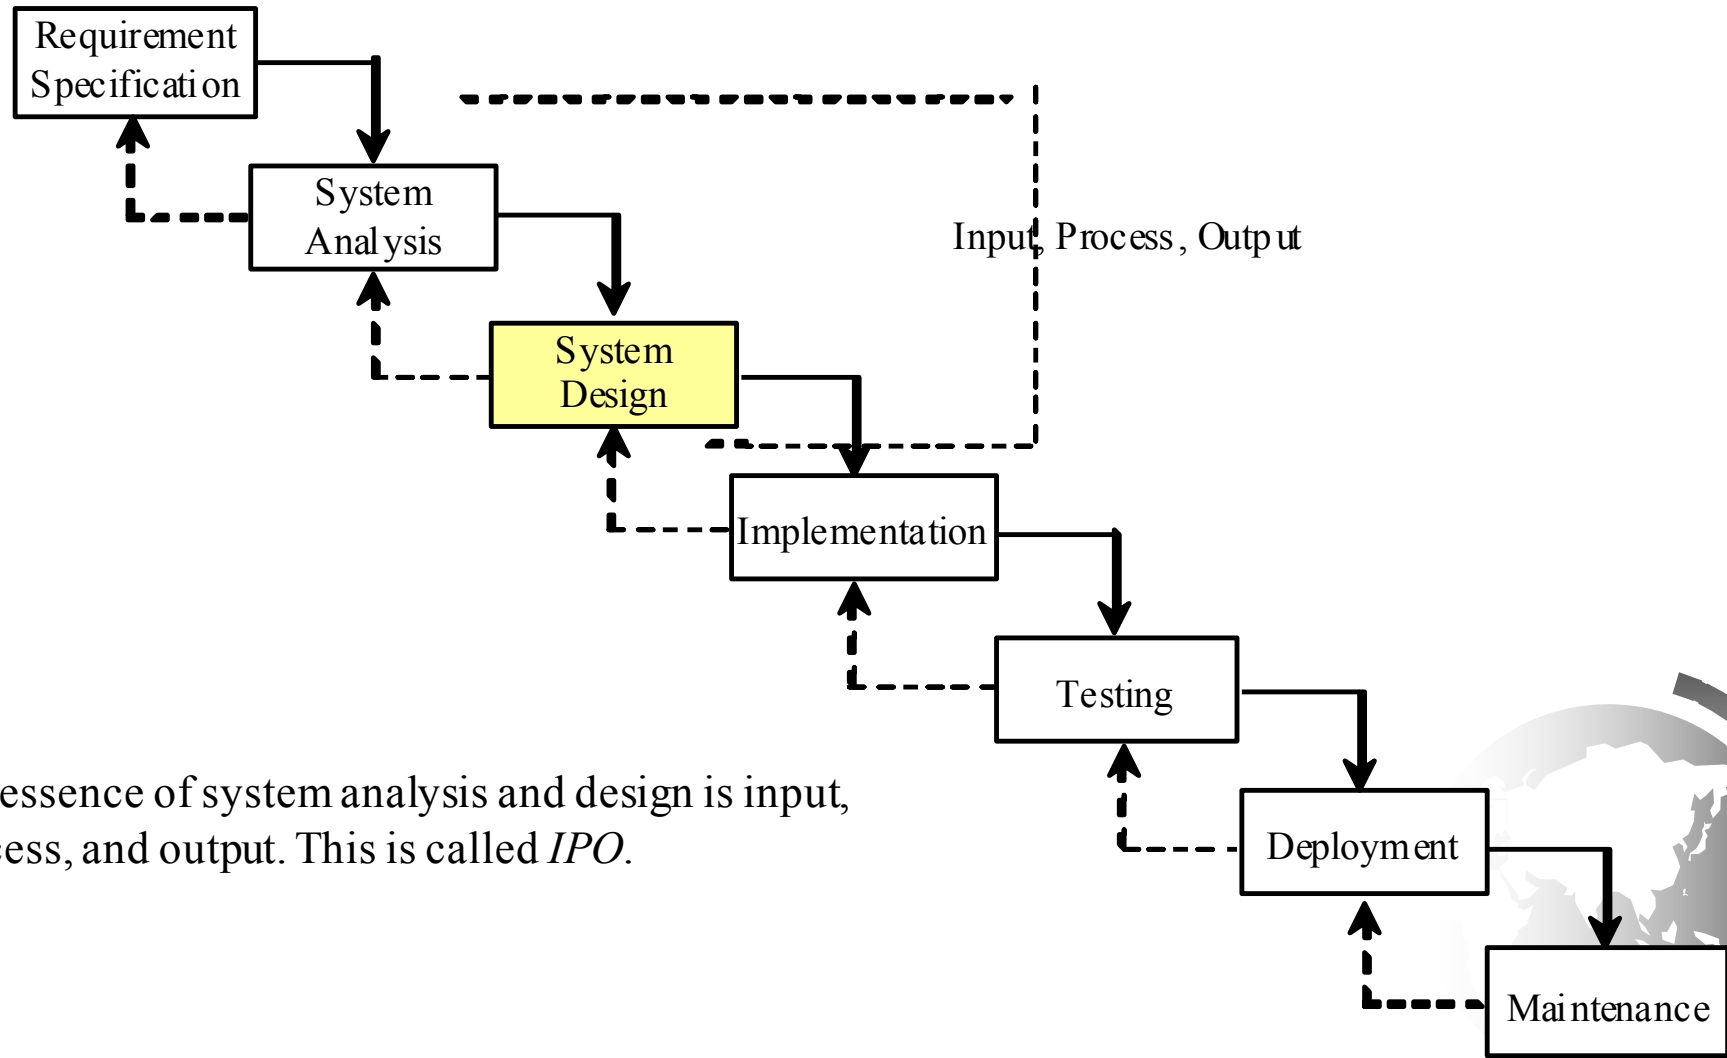 Requirement
Specification
System
Analysis
Input, Process, Output
System
Design
Implementation
Testing
essence of system analysis and design is input,
cess, and output. This is called IPO.
Deployment
Maintenance